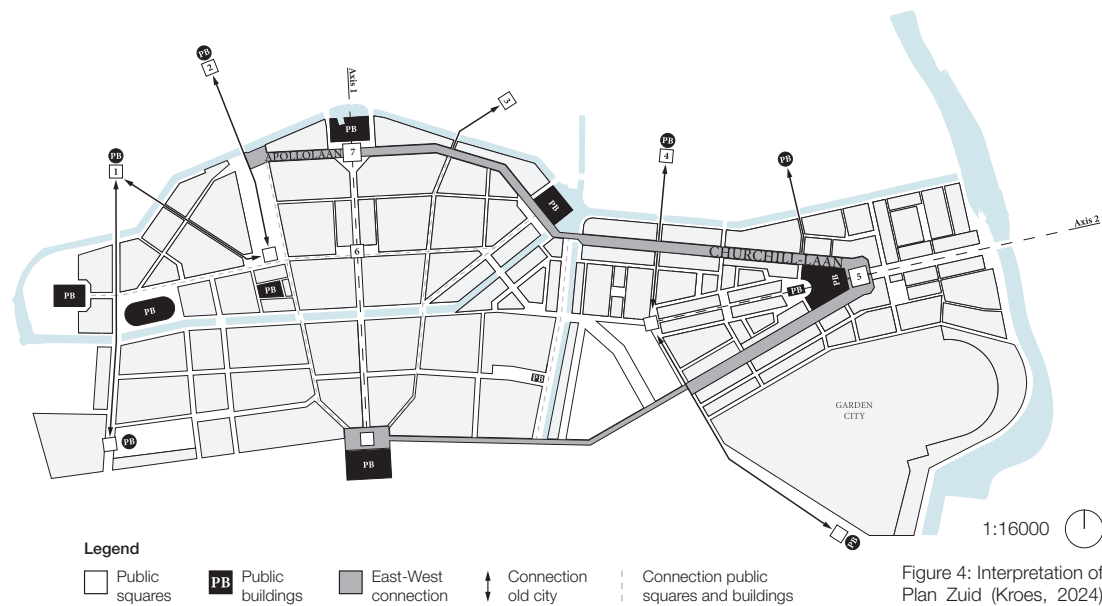 PB
2
Axis 1
3
PB
PB
1
APOLLOLAAN
7
PB
4
PB
PB
Axis 2
6
CHURCHILL-LAAN
PB
PB
PB
PB
5
PB
GARDEN
CITY
PB
PB
PB
1:16000
Legend
Public
squares
PB
Public
buildings
East-West
connection
Connection
old city
Connection public
squares and buildings
Figure 4: Interpretation of
Plan Zuid (Kroes, 2024)